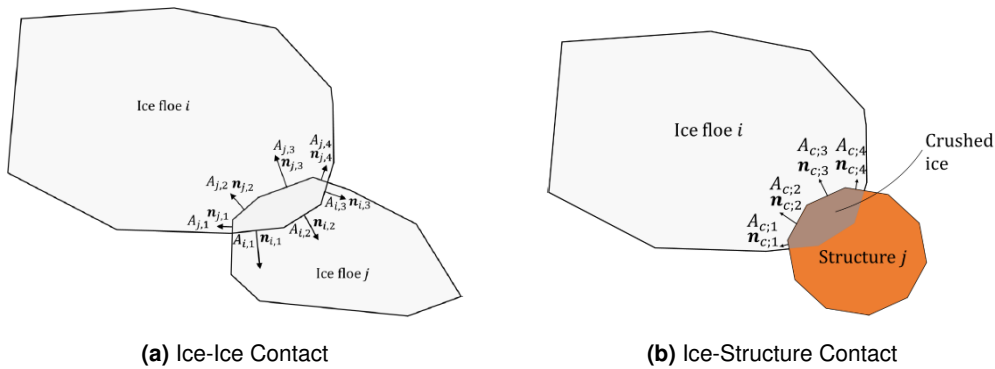 Ice floe i
A_{j,3}
n_{j,3}
A_{j,4}
n_{j,4}
A_{j,2} n_{j,2}
n_{j,1}
A_{j,1}
A_{i,3} n_{i,3}
A_{i,2} n_{i,2}
A_{i,1} n_{i,1}
Ice floe j
(a) Ice-Ice Contact
Ice floe i
Crushed
ice
A_{c;3}
n_{c;3}
A_{c;4}
n_{c;4}
A_{c;2}
n_{c;2}
A_{c;1}
n_{c;1}
Structure j
(b) Ice-Structure Contact